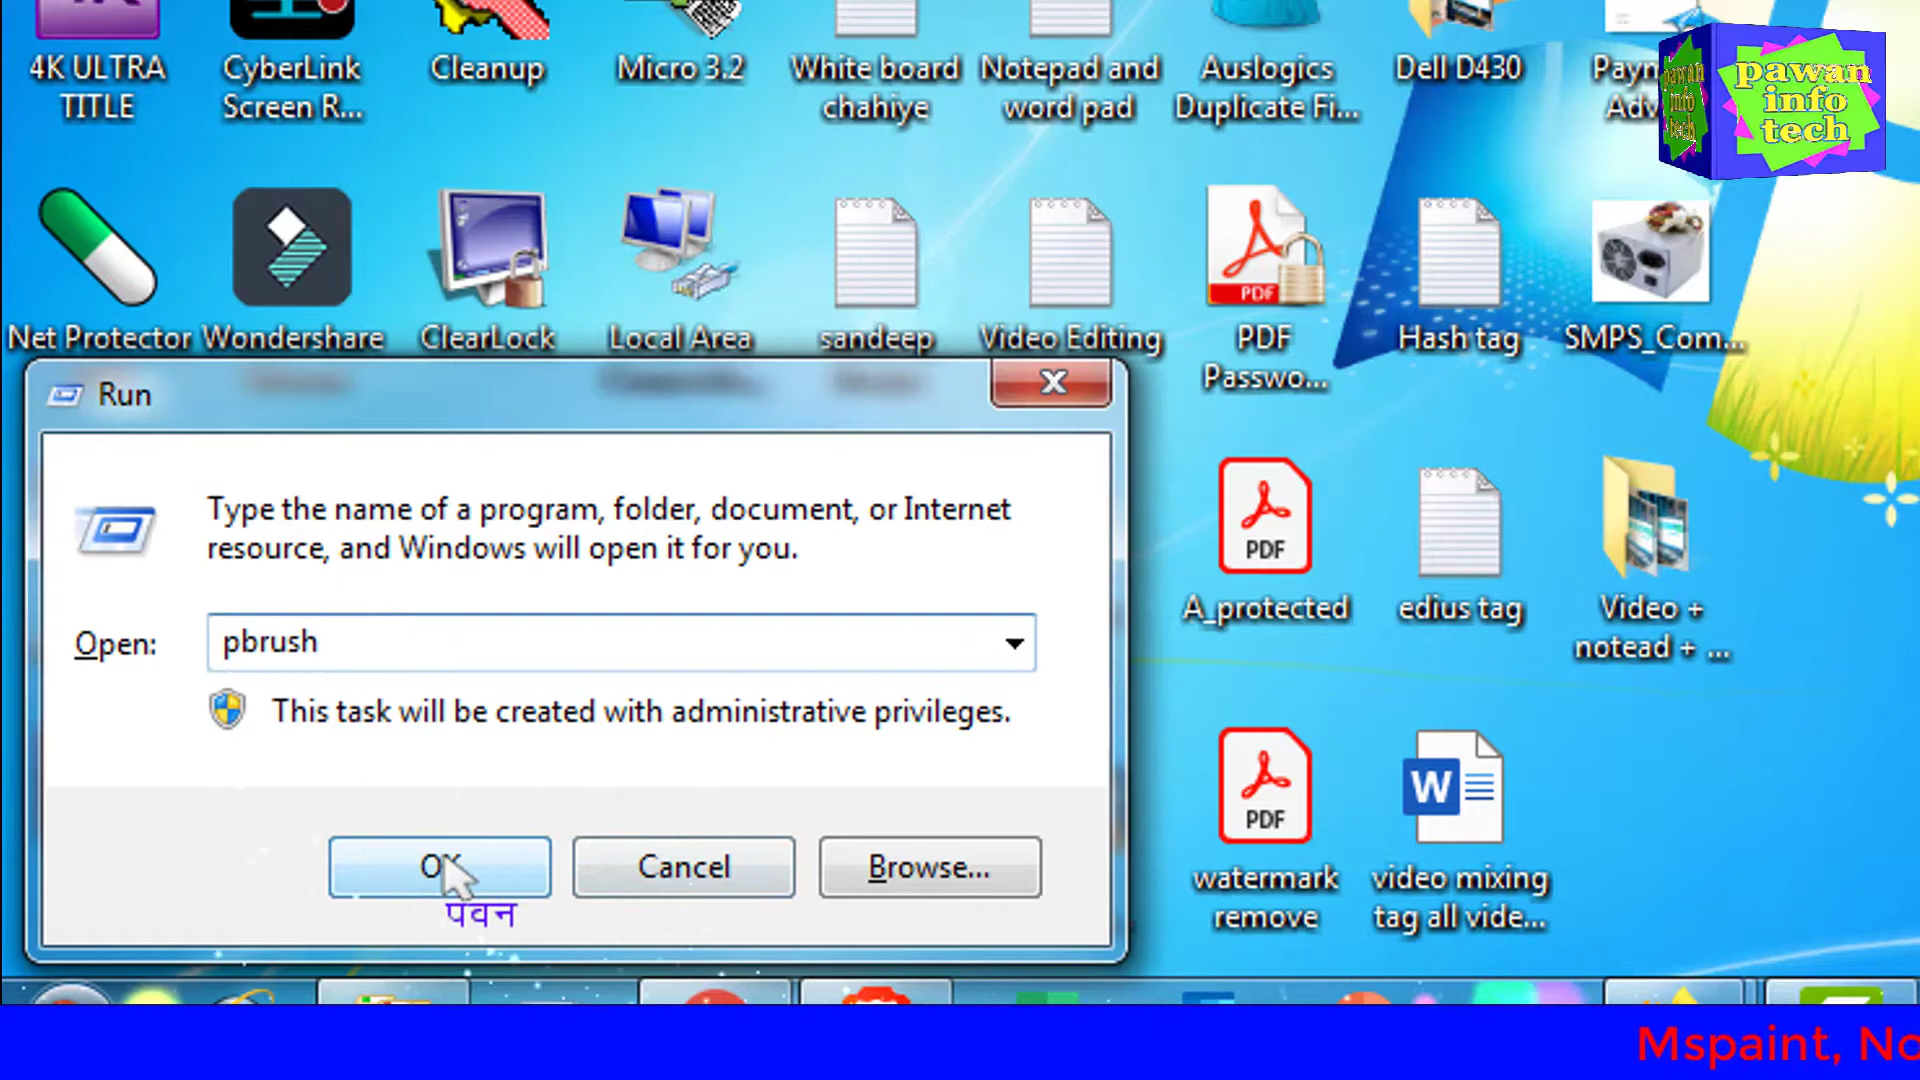 4K ULTRA
TITLE
CyberLink
Screen R...
Cleanup
Micro 3.2
White board
chahiye
Notepad and
word pad
Auslogics
Duplicate Fi...
Dell D430
pawan
info
tech
pawan
info
tech
Net Protector
Wondershare
ClearLock
Local Area
sandeep
Video Editing
PDF
PDF
Passwo...
Hash tag
SMPS_Com...
Run
Type the name of a program, folder, document, or Internet
resource, and Windows will open it for you.
Open:
pbrush
This task will be created with administrative privileges.
OK
Cancel
Browse...
पवन
PDF
A_protected
edius tag
Video +
notead + ...
PDF
watermark
remove
W
video mixing
tag all vide...
Mspaint, No